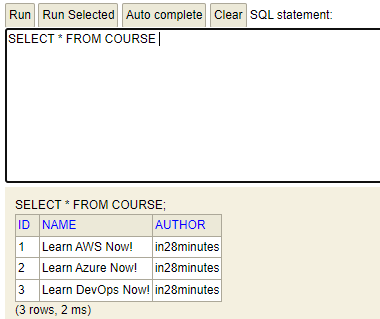 Run Run Selected Auto complete Clear SQL statement:
SELECT * FROM COURSE
SELECT * FROM COURSE;
ID NAME AUTHOR
1 Learn AWS Now! in28minutes
2 Learn Azure Now! in28minutes
3 Learn DevOps Now! in28minutes
(3 rows, 2 ms)